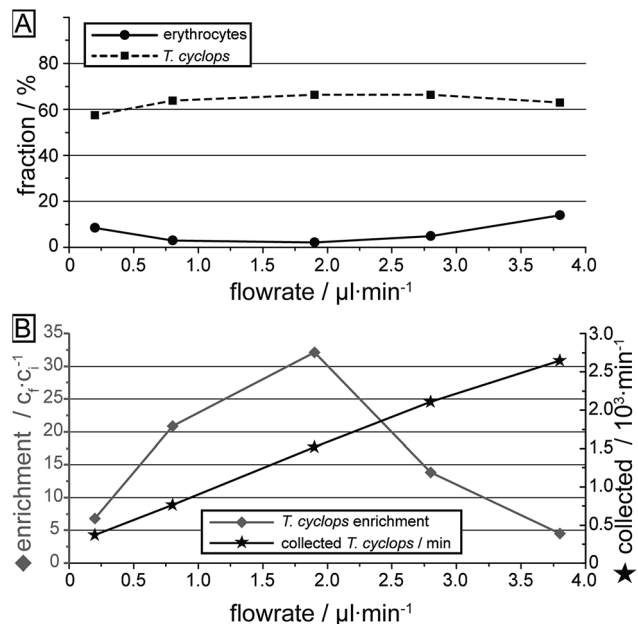 A
erythrocytes
T. cyclops
fraction / %
80
60
40
20
0
0 0.5 1.0 1.5 2.0 2.5 3.0 3.5 4.0
flowrate / µl·min⁻¹
B
enrichment / c_f·c_i⁻¹
35
30
25
20
15
10
5
0
T. cyclops enrichment
collected T. cyclops / min
3.0
2.5
2.0
1.5
1.0
0.5
0
collected / 10³·min⁻¹
0 0.5 1.0 1.5 2.0 2.5 3.0 3.5 4.0
flowrate / µl·min⁻¹